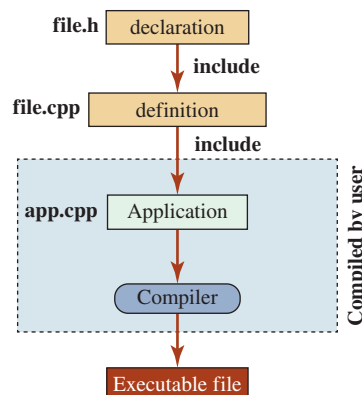 file.h
declaration
include
file.cpp
definition
include
app.cpp
Application
Compiler
Compiled by user
Executable file